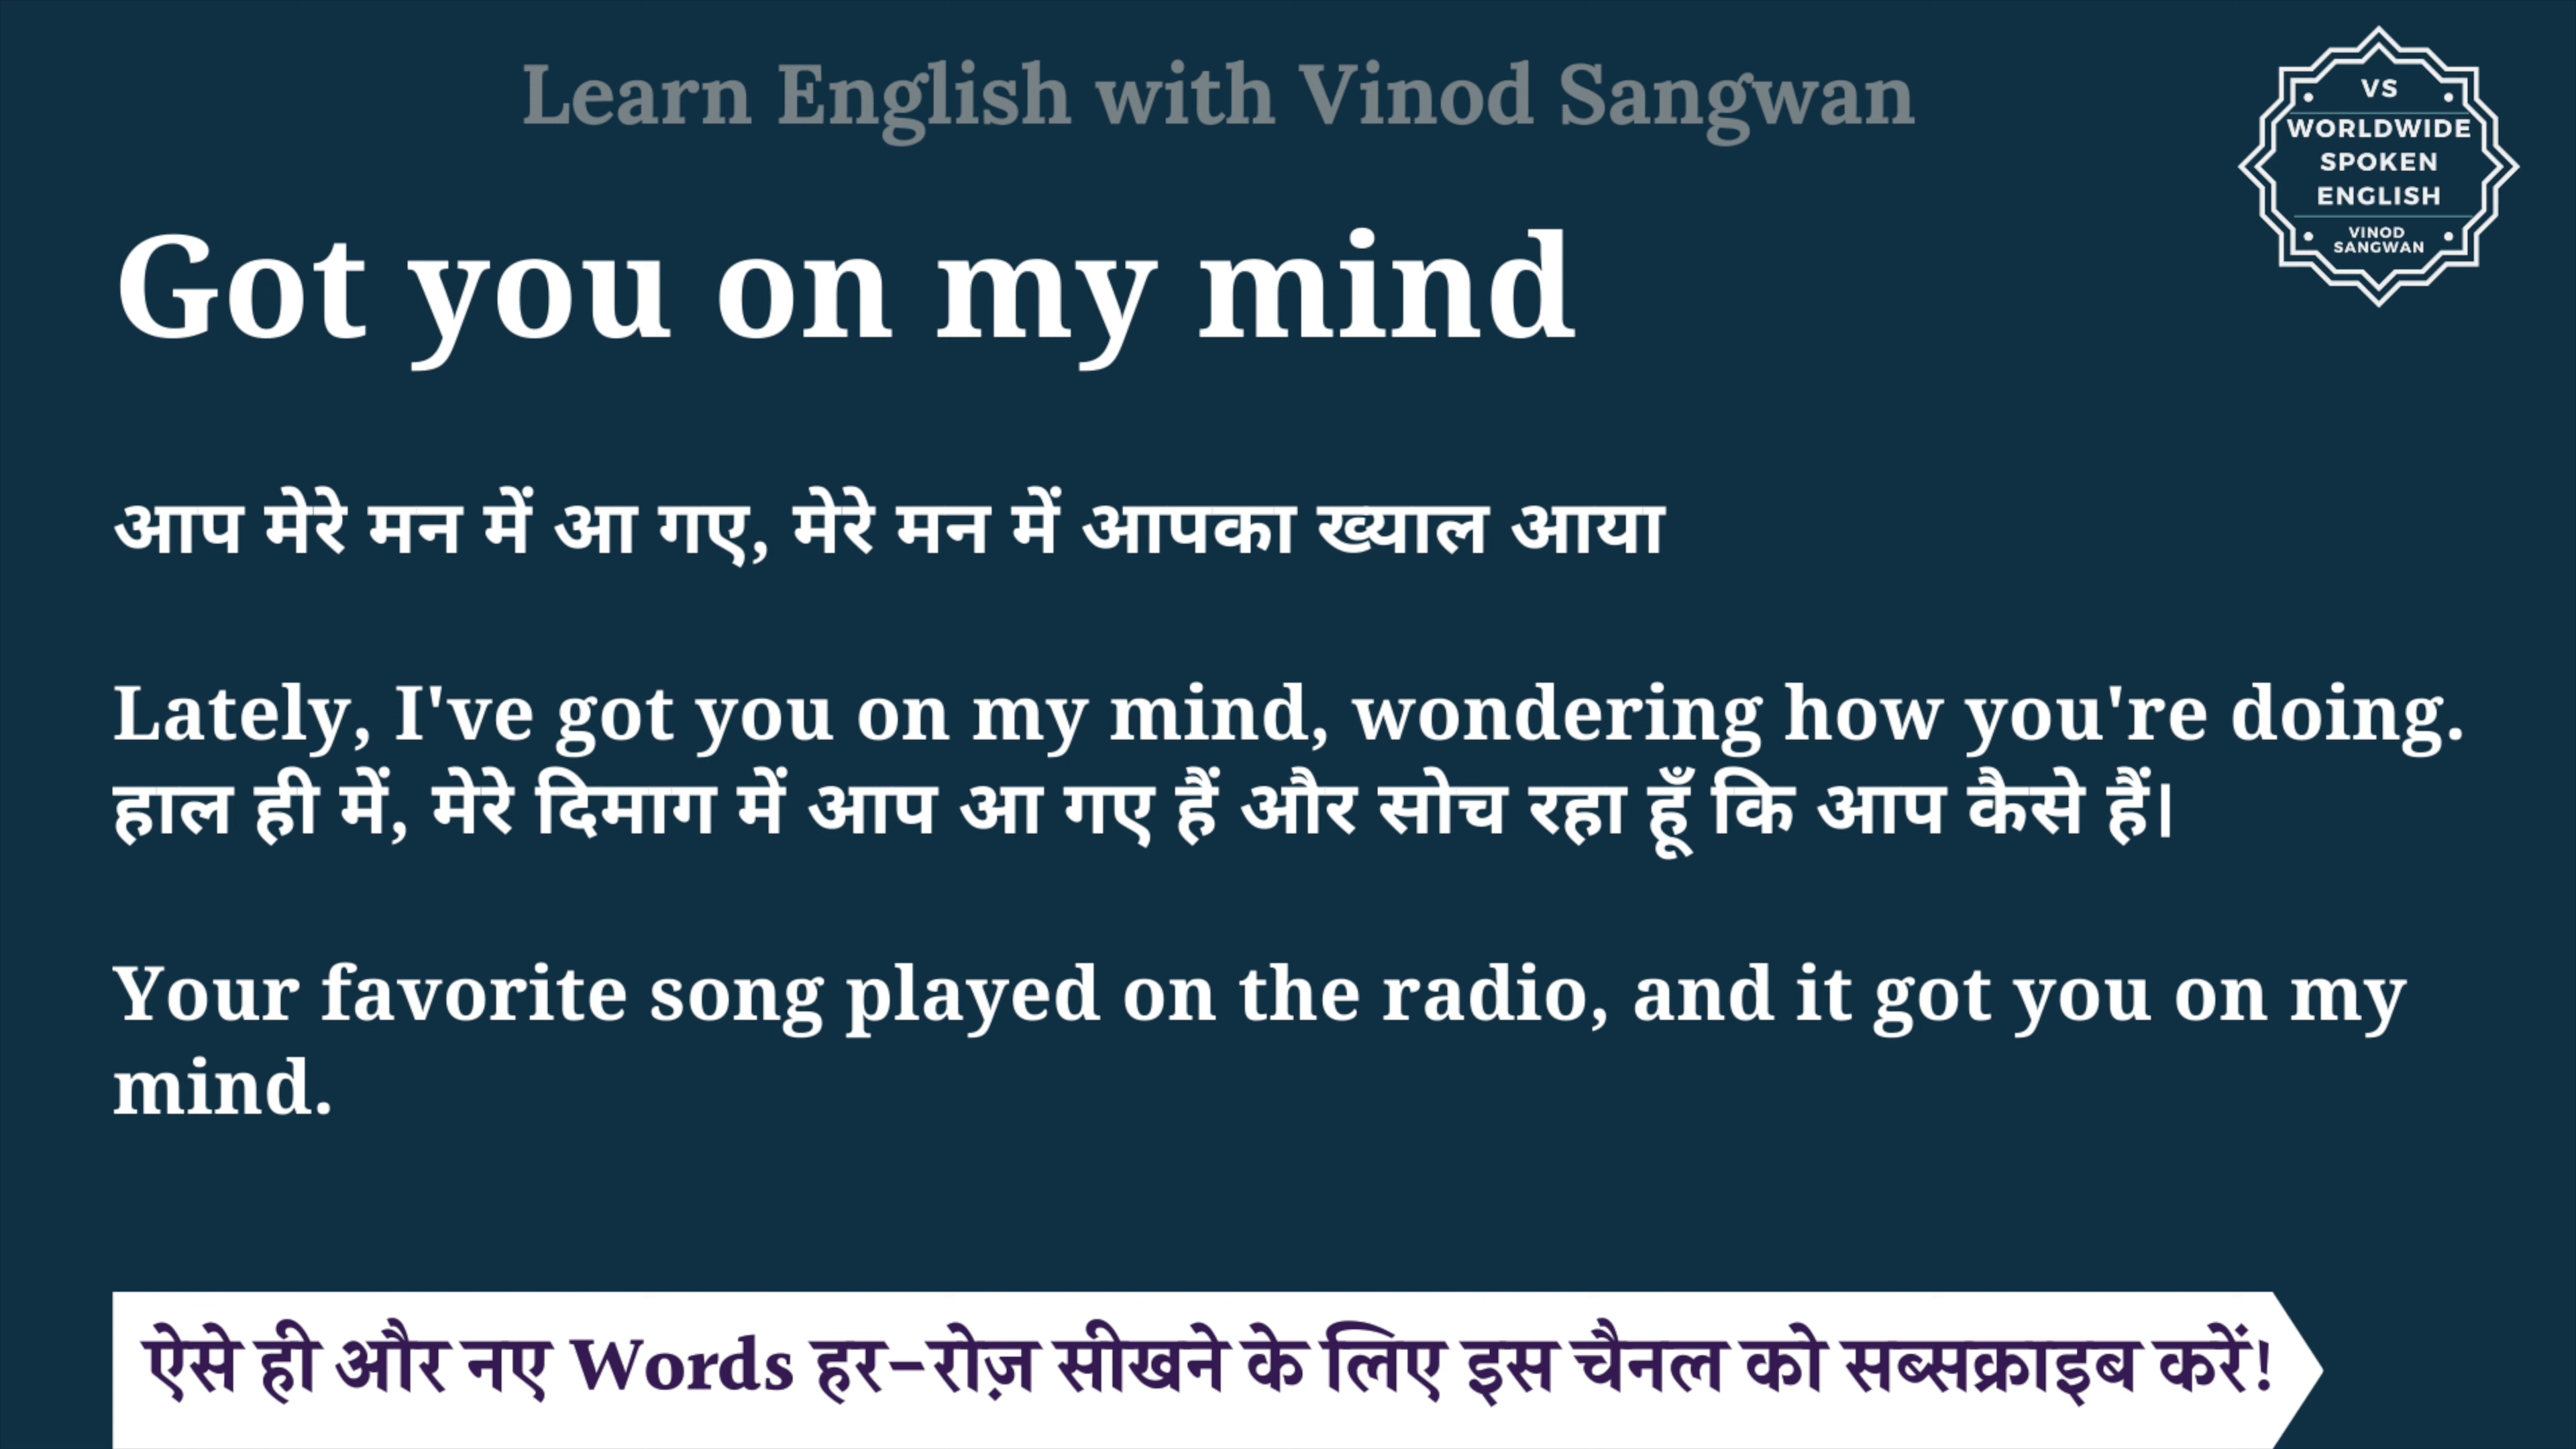 Learn English with Vinod Sangwan
VS
WORLDWIDE
SPOKEN
ENGLISH
VINOD
SANGWAN
Got you on my mind
आप मेरे मन में आ गए, मेरे मन में आपका ख्याल आया
Lately, I've got you on my mind, wondering how you're doing.
हाल ही में, मेरे दिमाग में आप आ गए हैं और सोच रहा हूँ कि आप कैसे हैं।
Your favorite song played on the radio, and it got you on my
mind.
ऐसे ही और नए Words हर-रोज़ सीखने के लिए इस चैनल को सब्सक्राइब करें!